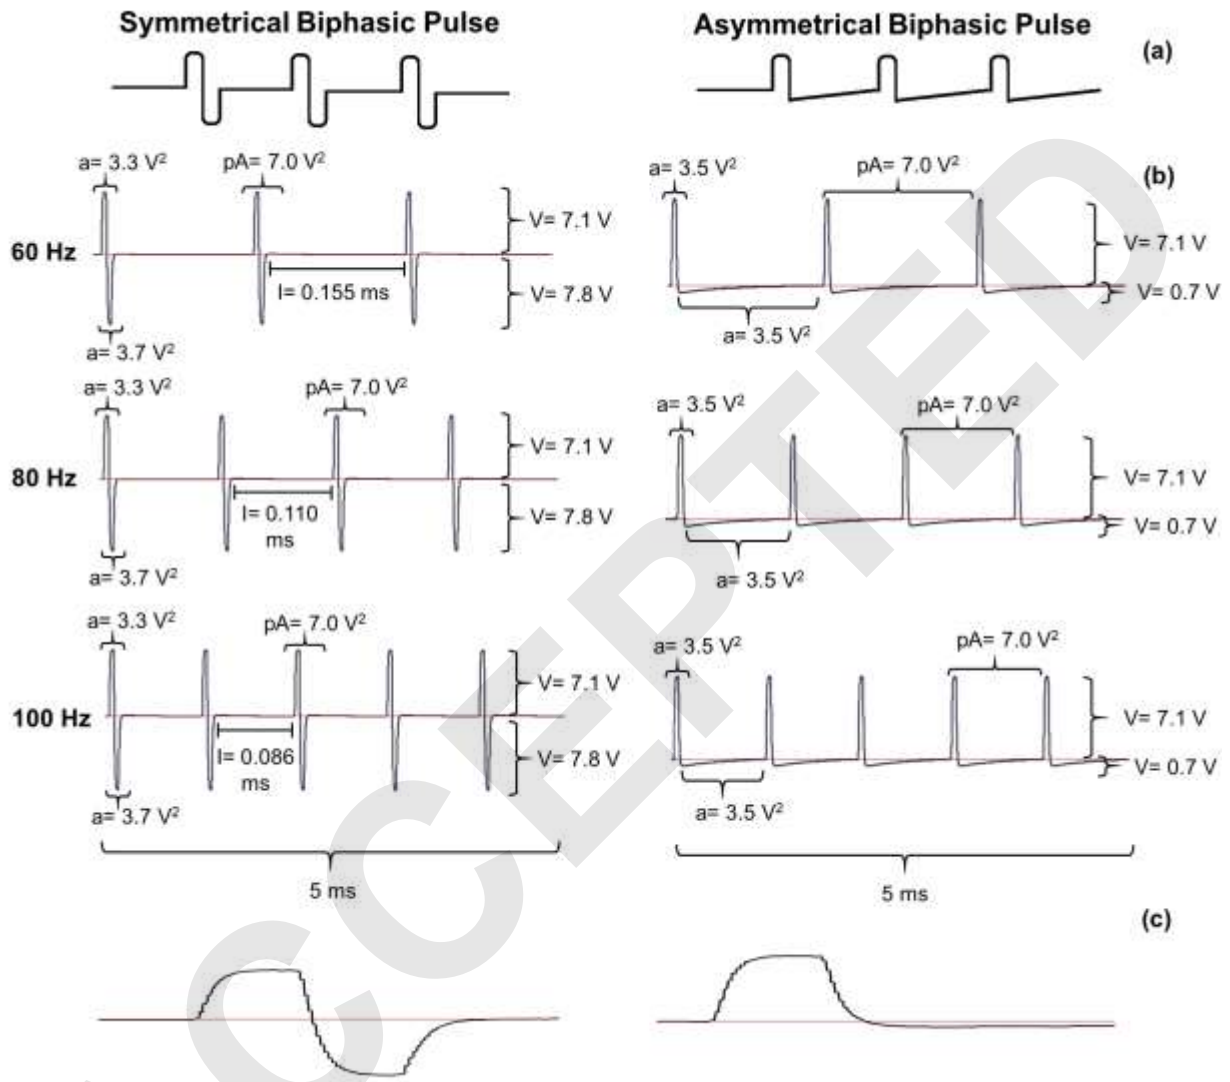 Symmetrical Biphasic Pulse
Asymmetrical Biphasic Pulse
(a)
a= 3.3 V²
pA= 7.0 V²
60 Hz
V= 7.1 V
I= 0.155 ms
V= 7.8 V
a= 3.7 V²
a= 3.5 V²
pA= 7.0 V²
(b)
V= 7.1 V
V= 0.7 V
a= 3.5 V²
a= 3.3 V²
pA= 7.0 V²
80 Hz
V= 7.1 V
I= 0.110
ms
V= 7.8 V
a= 3.7 V²
a= 3.5 V²
pA= 7.0 V²
V= 7.1 V
V= 0.7 V
a= 3.5 V²
a= 3.3 V²
pA= 7.0 V²
100 Hz
V= 7.1 V
I= 0.086
ms
V= 7.8 V
a= 3.7 V²
a= 3.5 V²
pA= 7.0 V²
V= 7.1 V
V= 0.7 V
a= 3.5 V²
5 ms
5 ms
(c)
CCEPTED